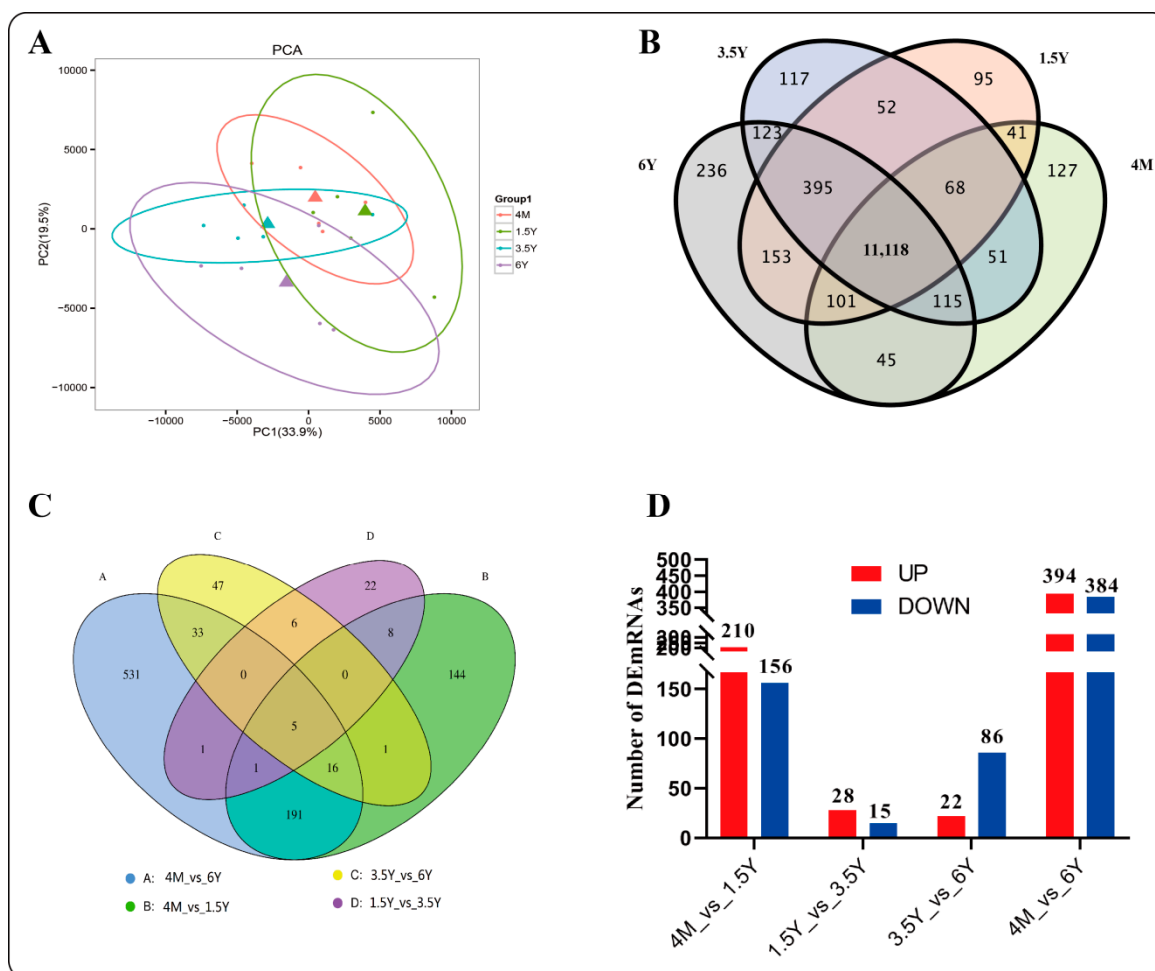 A
PCA
10000
5000
0
−5000
−10000
PC2(19.5%)
−10000
−5000
0
5000
10000
PC1(33.9%)
Group1
4M
1.5Y
3.5Y
6Y
B
3.5Y
1.5Y
6Y
4M
117
52
95
123
41
236
395
68
127
11,118
153
51
101
115
45
C
C
D
A
B
47
22
33
6
8
531
0
0
144
5
1
1
16
1
191
A: 4M_vs_6Y
C: 3.5Y_vs_6Y
B: 4M_vs_1.5Y
D: 1.5Y_vs_3.5Y
D
Number of DEmRNAs
500
450
400
350
300
250
200
150
100
50
0
UP
DOWN
210
156
28
15
22
86
394
384
4M_vs_1.5Y
1.5Y_vs_3.5Y
3.5Y_vs_6Y
4M_vs_6Y